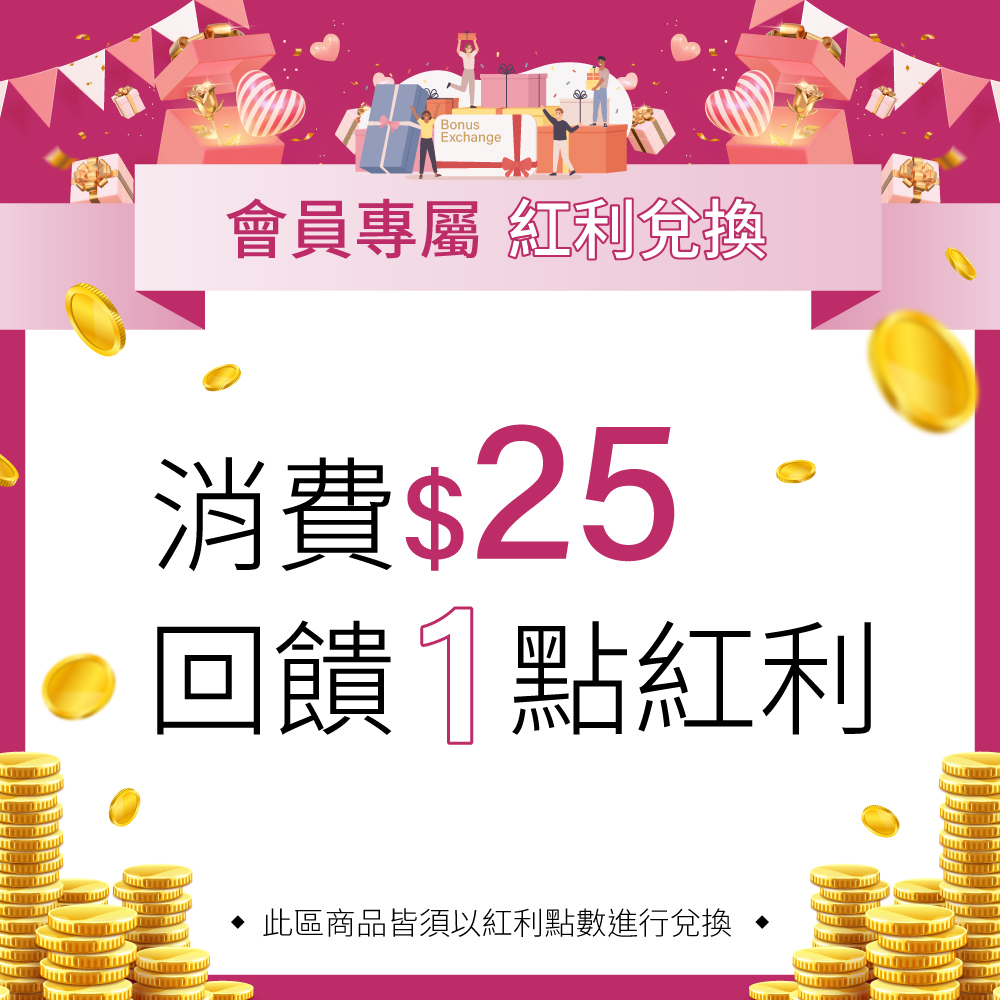 Bonus
Exchange
會員專屬 紅利兌換
消費$25
回饋1點紅利
◆ 此區商品皆須以紅利點數進行兌換 ◆